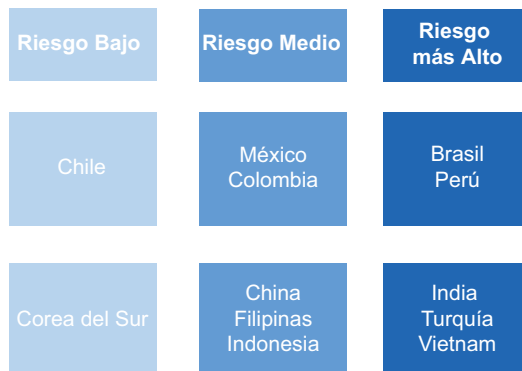 Riesgo Bajo
Riesgo Medio
Riesgo
más Alto
Chile
México
Colombia
Brasil
Perú
Corea del Sur
China
Filipinas
Indonesia
India
Turquía
Vietnam